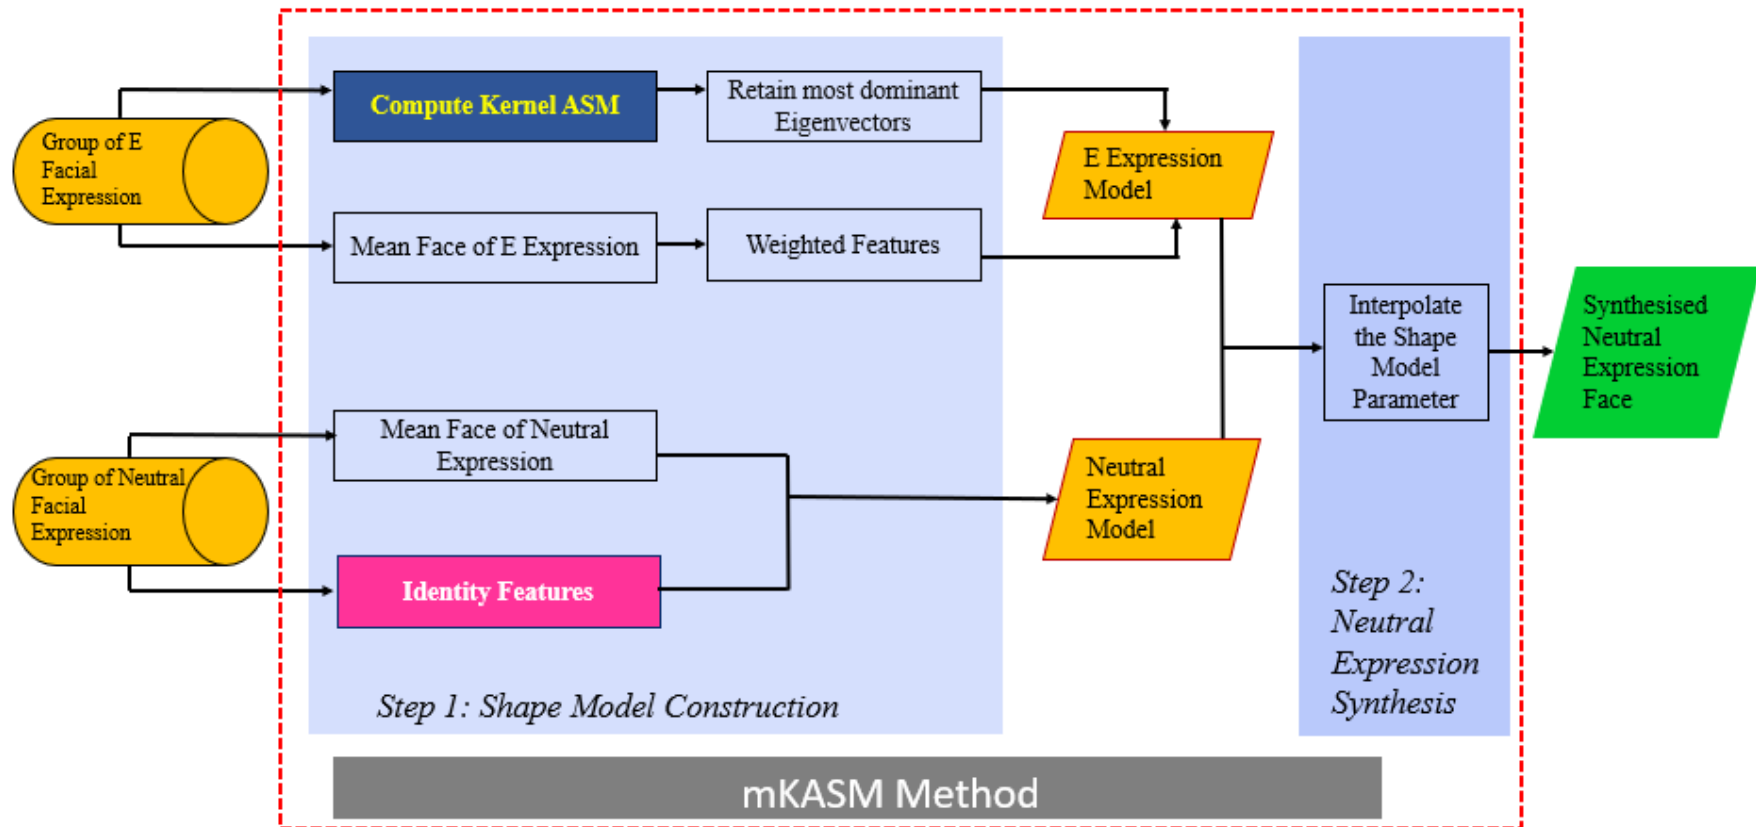 Group of E
Facial
Expression
Compute Kernel ASM
Retain most dominant
Eigenvectors
E Expression
Model
Mean Face of E Expression
Weighted Features
Interpolate
the Shape
Model
Parameter
Synthesised
Neutral
Expression
Face
Group of Neutral
Facial
Expression
Mean Face of Neutral
Expression
Neutral
Expression
Model
Identity Features
Step 1: Shape Model Construction
Step 2:
Neutral
Expression
Synthesis
mKASM Method